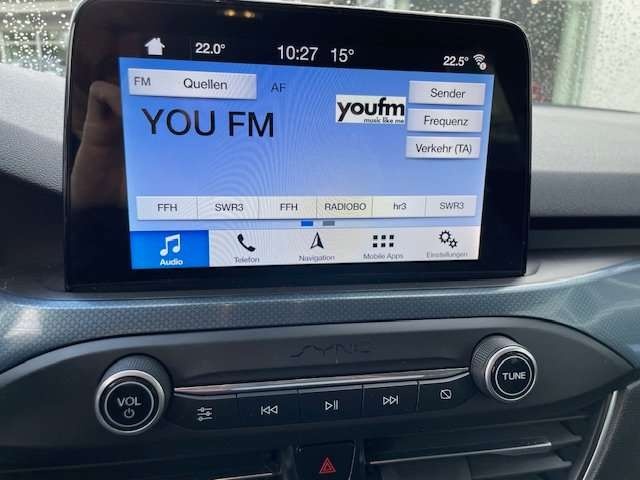 22.0° 10:27 15° 22.5°
FM Quellen AF
youfm
music like me
Sender
YOU FM
Frequenz
Verkehr (TA)
FFH SWR3 FFH RADIOBO hr3 SWR3
Audio Telefon Navigation Mobile Apps Einstellungen
SYNC
VOL
TUNE